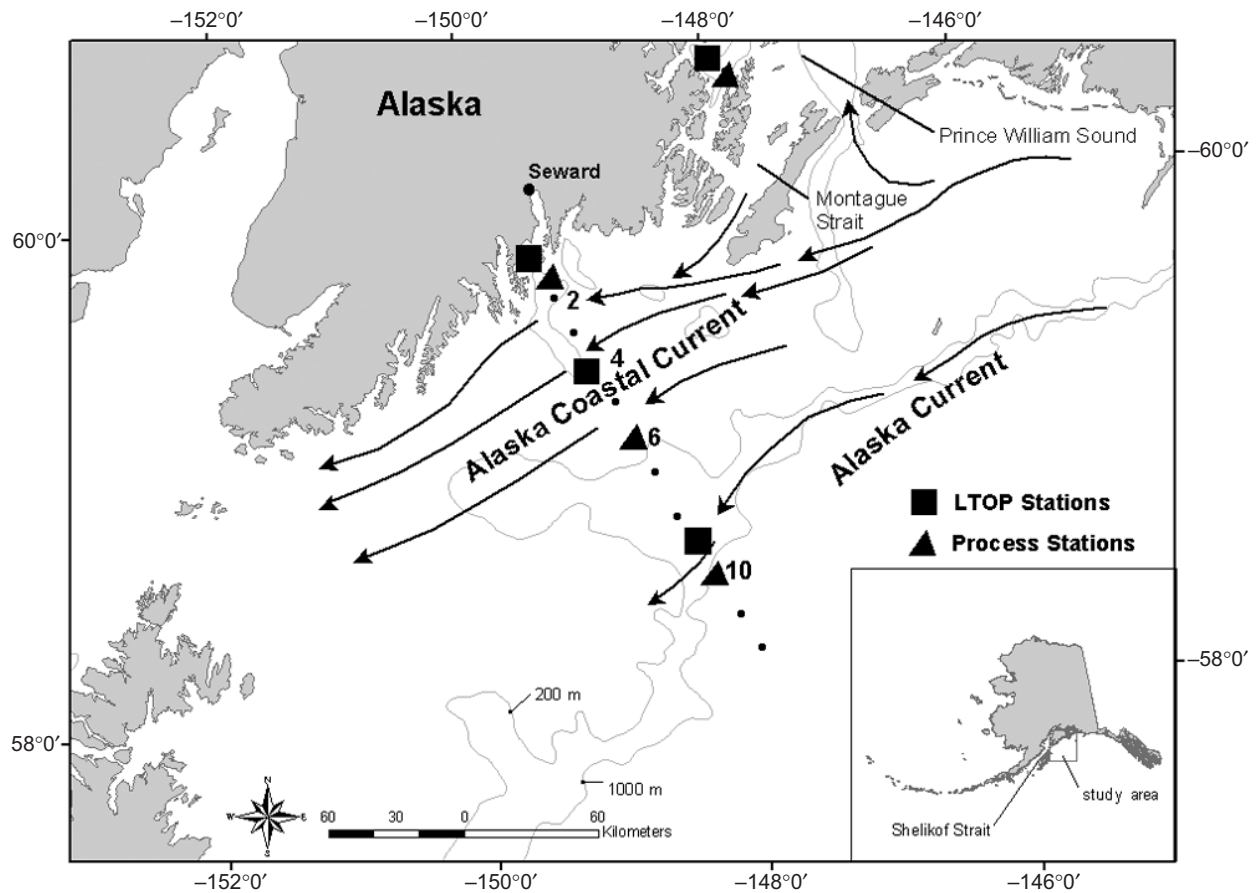 −152°0′ −150°0′ −148°0′ −146°0′
Alaska
Prince William Sound
−60°0′
Seward
Montague
Strait
60°0′
2
4
Alaska Coastal Current
Alaska Current
6
LTOP Stations
Process Stations
10
−58°0′
200 m
58°0′
1000 m
study area
Shelikof Strait
N
W E
S
60 30 0 60
Kilometers
−152°0′ −150°0′ −148°0′ −146°0′